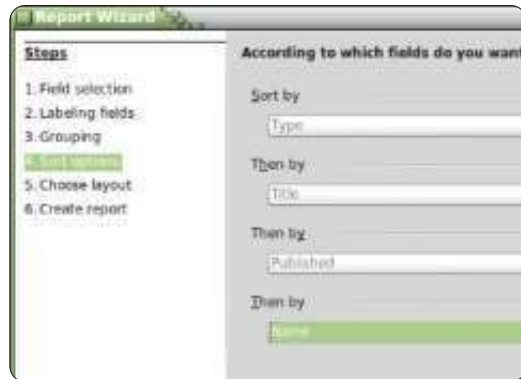 Report Wizard
Steps
1. Field selection
2. Labeling fields
3. Grouping
4. Sort options
5. Choose layout
6. Create report
According to which fields do you want
Sort by
Type
Then by
Title
Then by
Published
Then by
Name